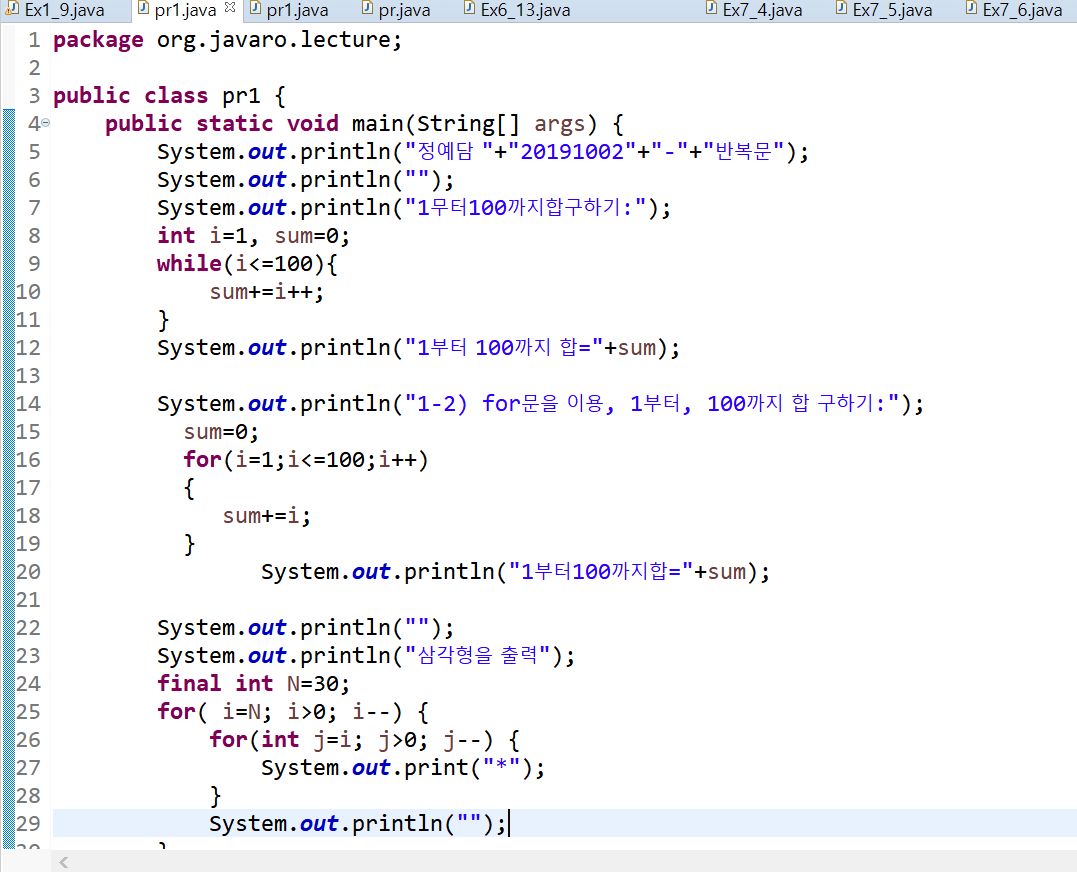 Ex1_9.java pr1.java pr1.java pr.java Ex6_13.java Ex7_4.java Ex7_5.java Ex7_6.java
1 package org.javaro.lecture;
2
3 public class pr1 {
4 public static void main(String[] args) {
5 System.out.println("정예담 "+"20191002"+"-"+"반복문");
6 System.out.println("");
7 System.out.println("1무터100까지합구하기:");
8 int i=1, sum=0;
9 while(i<=100){
10 sum+=i++;
11 }
12 System.out.println("1부터 100까지 합="+sum);
13
14 System.out.println("1-2) for문을 이용, 1부터, 100까지 합 구하기:");
15 sum=0;
16 for(i=1;i<=100;i++)
17 {
18 sum+=i;
19 }
20 System.out.println("1부터100까지합="+sum);
21
22 System.out.println("");
23 System.out.println("삼각형을 출력");
24 final int N=30;
25 for( i=N; i>0; i--) {
26 for(int j=i; j>0; j--) {
27 System.out.print("*");
28 }
29 System.out.println("");